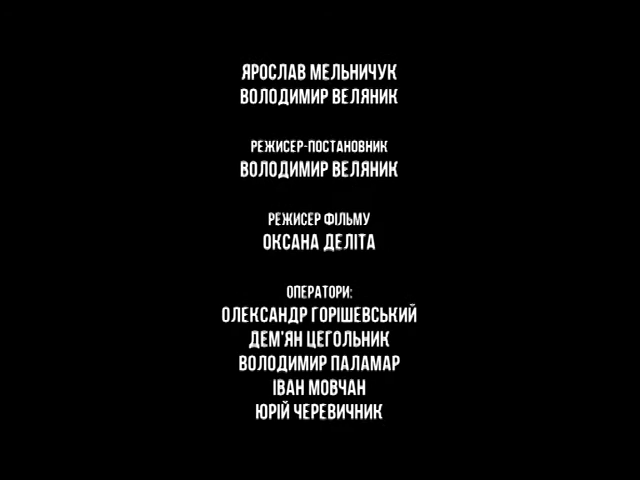 ЯРОСЛАВ МЕЛЬНИЧУК
ВОЛОДИМИР ВЕЛЯНИК
РЕЖИСЕР-ПОСТАНОВНИК
ВОЛОДИМИР ВЕЛЯНИК
РЕЖИСЕР ФІЛЬМУ
ОКСАНА ДЕЛІТА
ОПЕРАТОРИ:
ОЛЕКСАНДР ГОРІШЕВСЬКИЙ
ДЕМ'ЯН ЦЕГОЛЬНИК
ВОЛОДИМИР ПАЛАМАР
ІВАН МОВЧАН
ЮРІЙ ЧЕРЕВИЧНИК